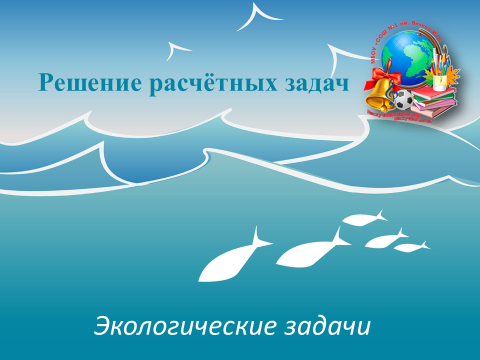 Решение расчётных задач
Экологические задачи